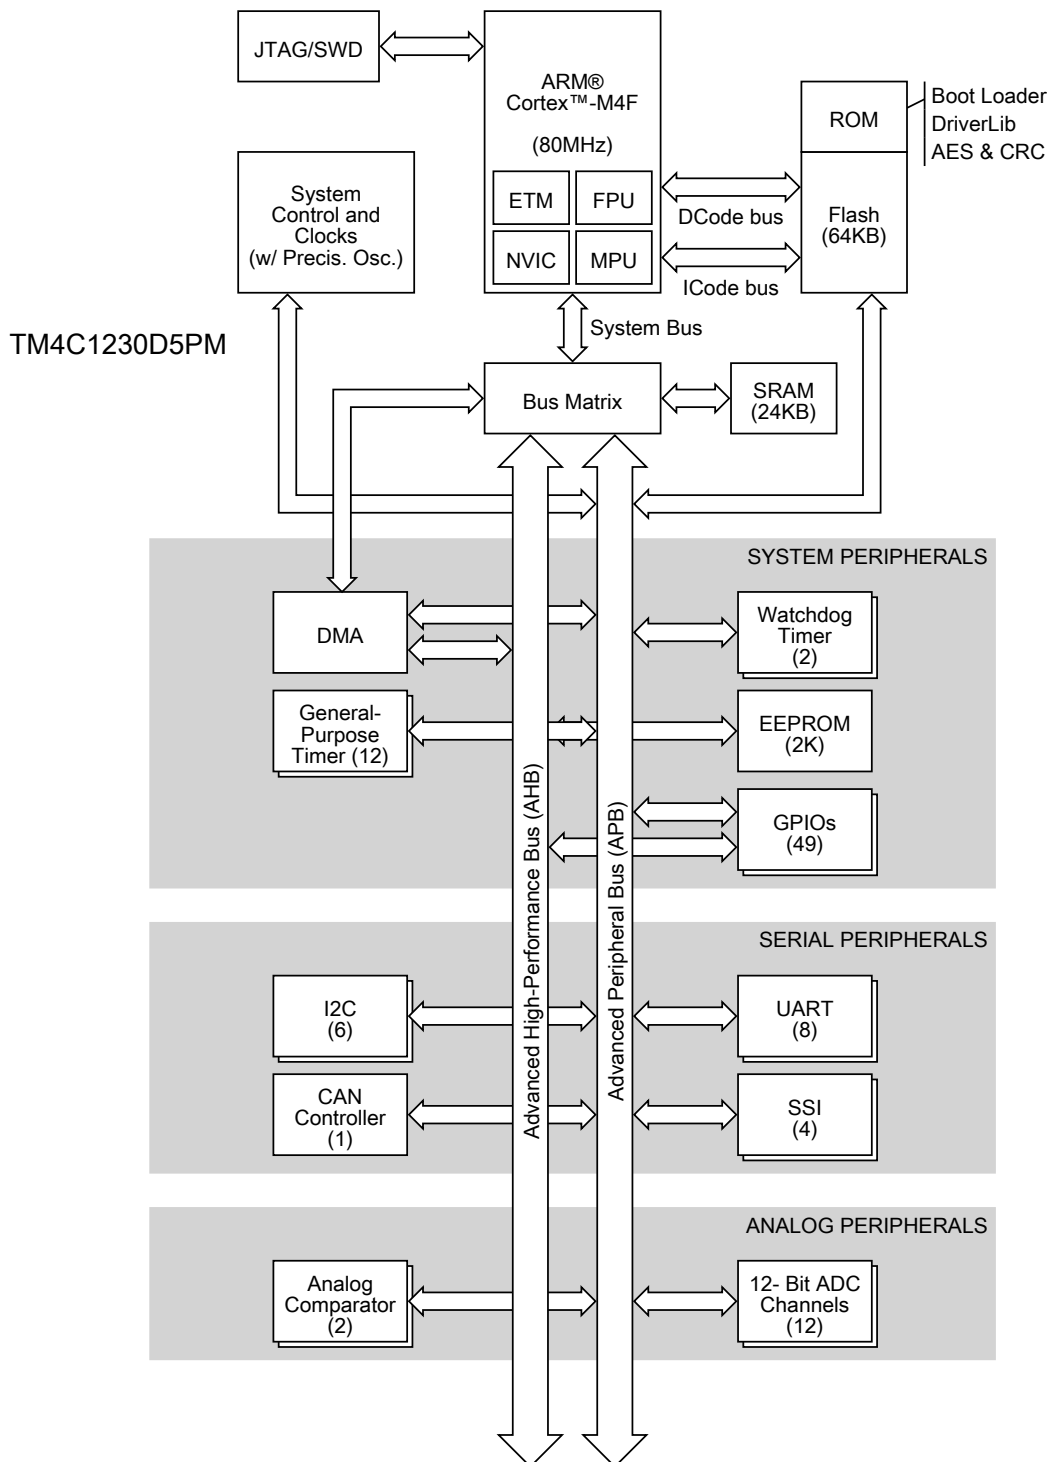 JTAG/SWD
ARM®
Cortex™-M4F
(80MHz)
ETM
FPU
NVIC
MPU
ROM
Boot Loader
DriverLib
AES & CRC
Flash
(64KB)
DCode bus
ICode bus
System
Control and
Clocks
(w/ Precis. Osc.)
TM4C1230D5PM
System Bus
Bus Matrix
SRAM
(24KB)
SYSTEM PERIPHERALS
DMA
Watchdog
Timer
(2)
General-
Purpose
Timer (12)
EEPROM
(2K)
GPIOs
(49)
Advanced High-Performance Bus (AHB)
Advanced Peripheral Bus (APB)
SERIAL PERIPHERALS
I2C
(6)
UART
(8)
CAN
Controller
(1)
SSI
(4)
ANALOG PERIPHERALS
Analog
Comparator
(2)
12- Bit ADC
Channels
(12)